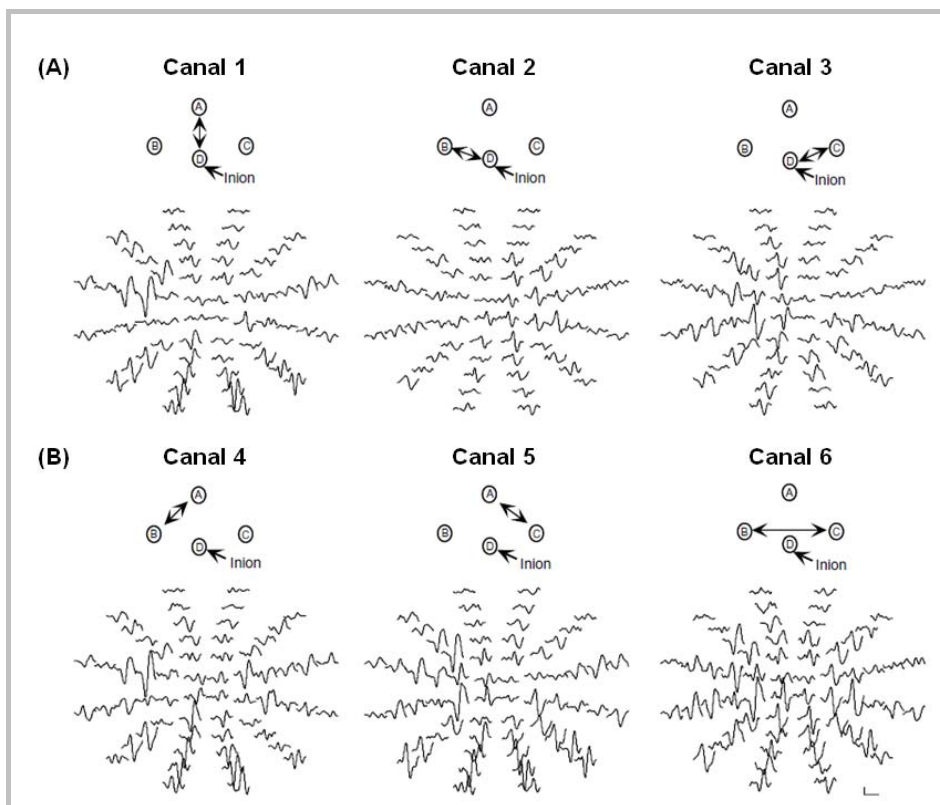 (A) Canal 1 Canal 2 Canal 3
A A A
B C B C B C
D D D
Inion Inion Inion
(B) Canal 4 Canal 5 Canal 6
A A A
B C B C B C
D D D
Inion Inion Inion